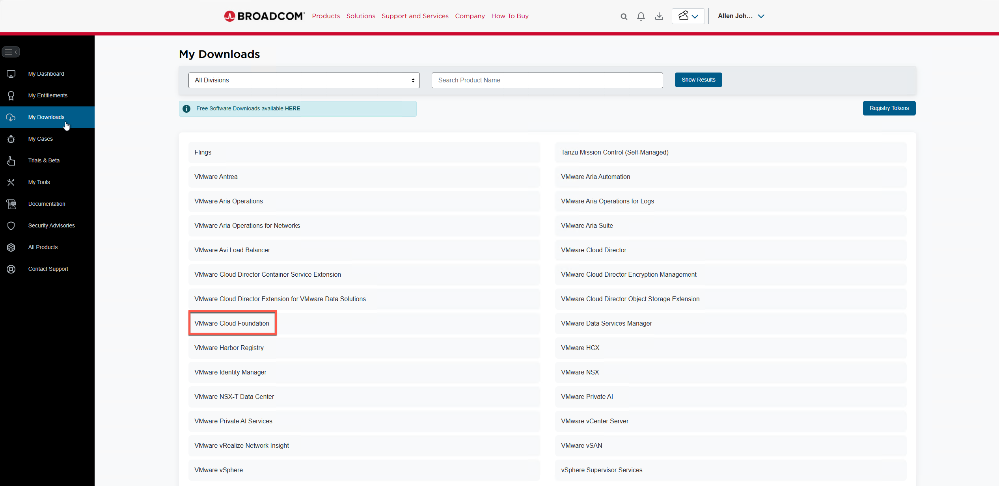 BROADCOM
Products Solutions Support and Services Company How To Buy
Allen Joh...
My Dashboard
My Entitlements
My Downloads
My Cases
Trials & Beta
My Tools
Documentation
Security Advisories
All Products
Contact Support
My Downloads
All Divisions
Search Product Name
Show Results
Free Software Downloads available HERE
Registry Tokens
Flings
Tanzu Mission Control (Self-Managed)
VMware Antrea
VMware Aria Automation
VMware Aria Operations
VMware Aria Operations for Logs
VMware Aria Operations for Networks
VMware Aria Suite
VMware Avi Load Balancer
VMware Cloud Director
VMware Cloud Director Container Service Extension
VMware Cloud Director Encryption Management
VMware Cloud Director Extension for VMware Data Solutions
VMware Cloud Director Object Storage Extension
VMware Cloud Foundation
VMware Data Services Manager
VMware Harbor Registry
VMware HCX
VMware Identity Manager
VMware NSX
VMware NSX-T Data Center
VMware Private AI
VMware Private AI Services
VMware vCenter Server
VMware vRealize Network Insight
VMware vSAN
VMware vSphere
vSphere Supervisor Services